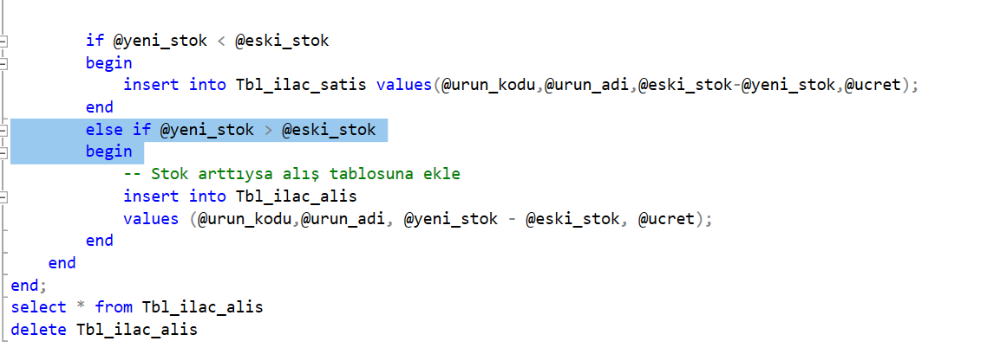 if @yeni_stok < @eski_stok
begin
insert into Tbl_ilac_satis values(@urun_kodu,@urun_adi,@eski_stok-@yeni_stok,@ucret);
end
else if @yeni_stok > @eski_stok
begin
-- Stok arttıysa alış tablosuna ekle
insert into Tbl_ilac_alis
values (@urun_kodu,@urun_adi, @yeni_stok - @eski_stok, @ucret);
end
end
end;
select * from Tbl_ilac_alis
delete Tbl_ilac_alis